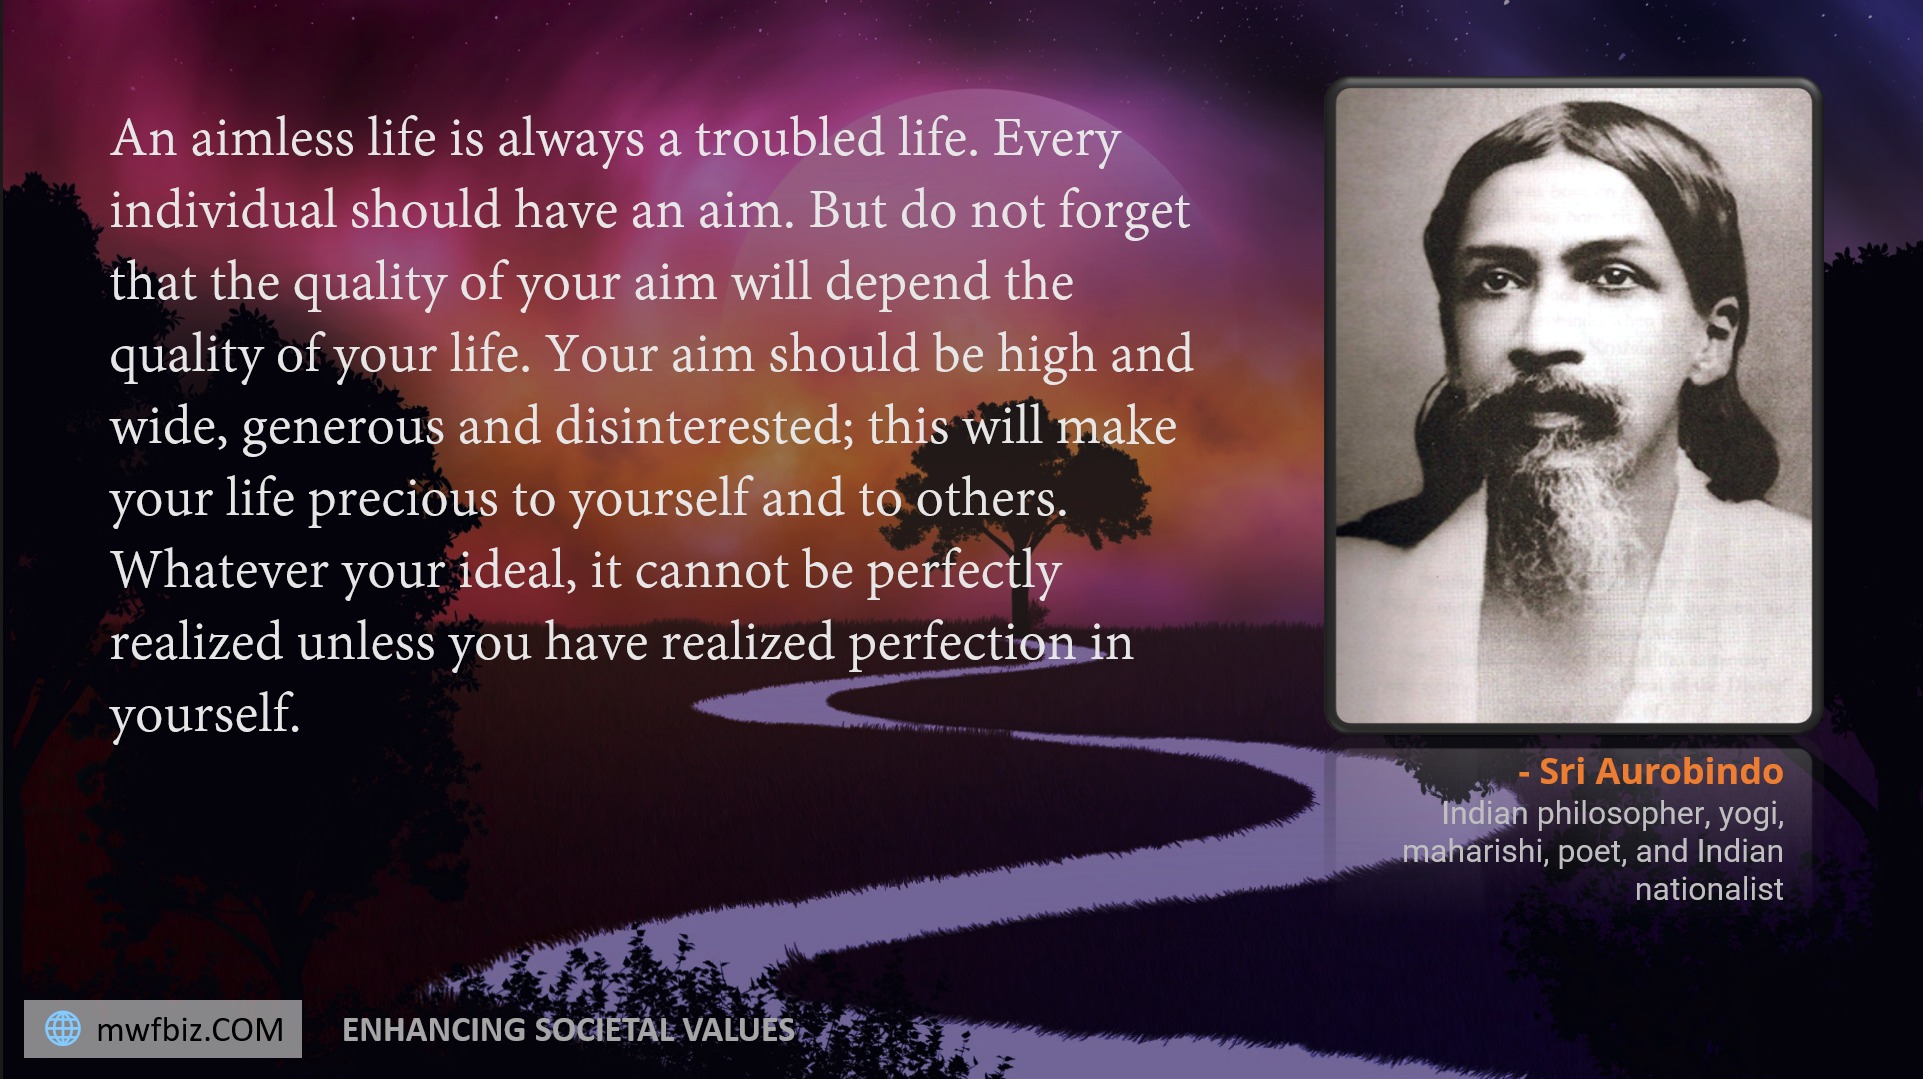 An aimless life is always a troubled life. Every
individual should have an aim. But do not forget
that the quality of your aim will depend the
quality of your life. Your aim should be high and
wide, generous and disinterested; this will make
your life precious to yourself and to others.
Whatever your ideal, it cannot be perfectly
realized unless you have realized perfection in
yourself.
- Sri Aurobindo
Indian philosopher, yogi,
maharishi, poet, and Indian
nationalist
mwfbiz.COM
ENHANCING SOCIETAL VALUES